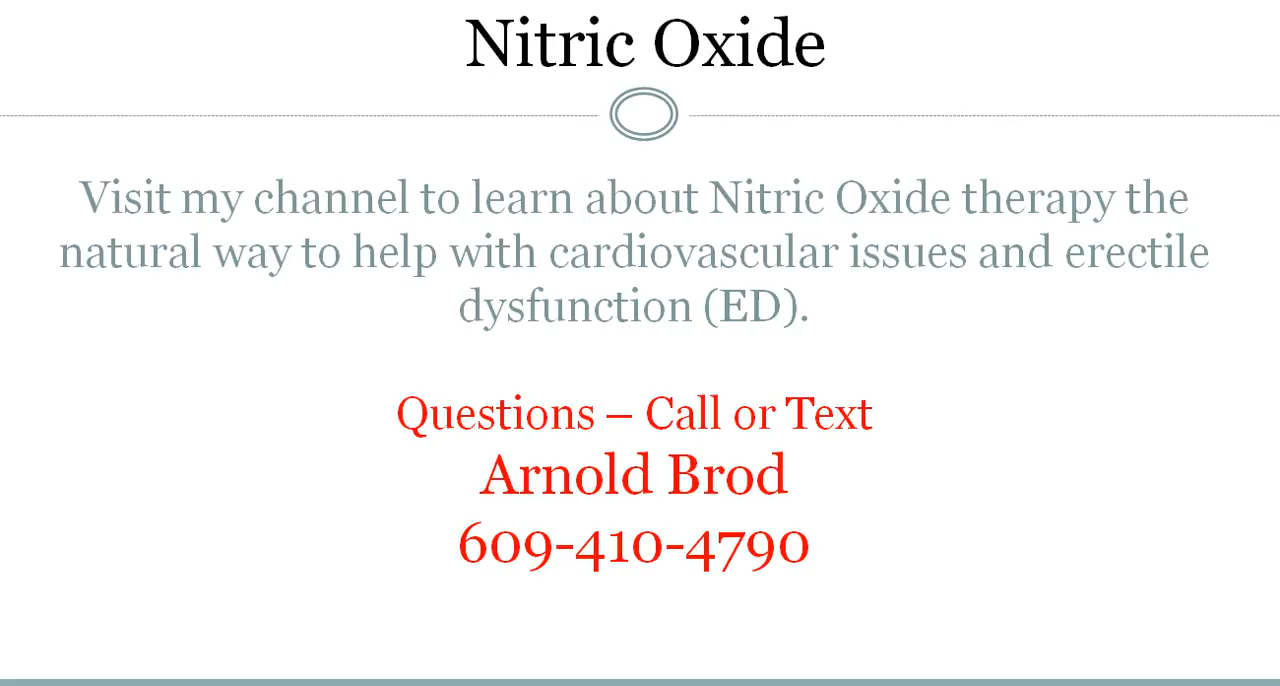 Nitric Oxide
Visit my channel to learn about Nitric Oxide therapy the
natural way to help with cardiovascular issues and erectile
dysfunction (ED).
Questions – Call or Text
Arnold Brod
609-410-4790